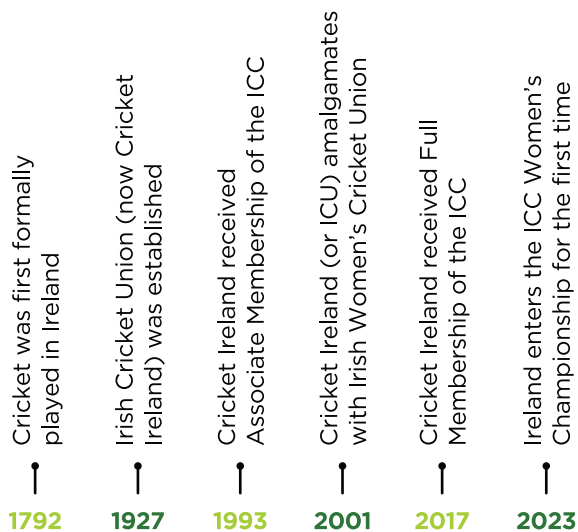 Cricket was first formally
played in Ireland
1792
Irish Cricket Union (now Cricket
Ireland) was established
1927
Cricket Ireland received
Associate Membership of the ICC
1993
Cricket Ireland (or ICU) amalgamates
with Irish Women's Cricket Union
2001
Cricket Ireland received Full
Membership of the ICC
2017
Ireland enters the ICC Women's
Championship for the first time
2023